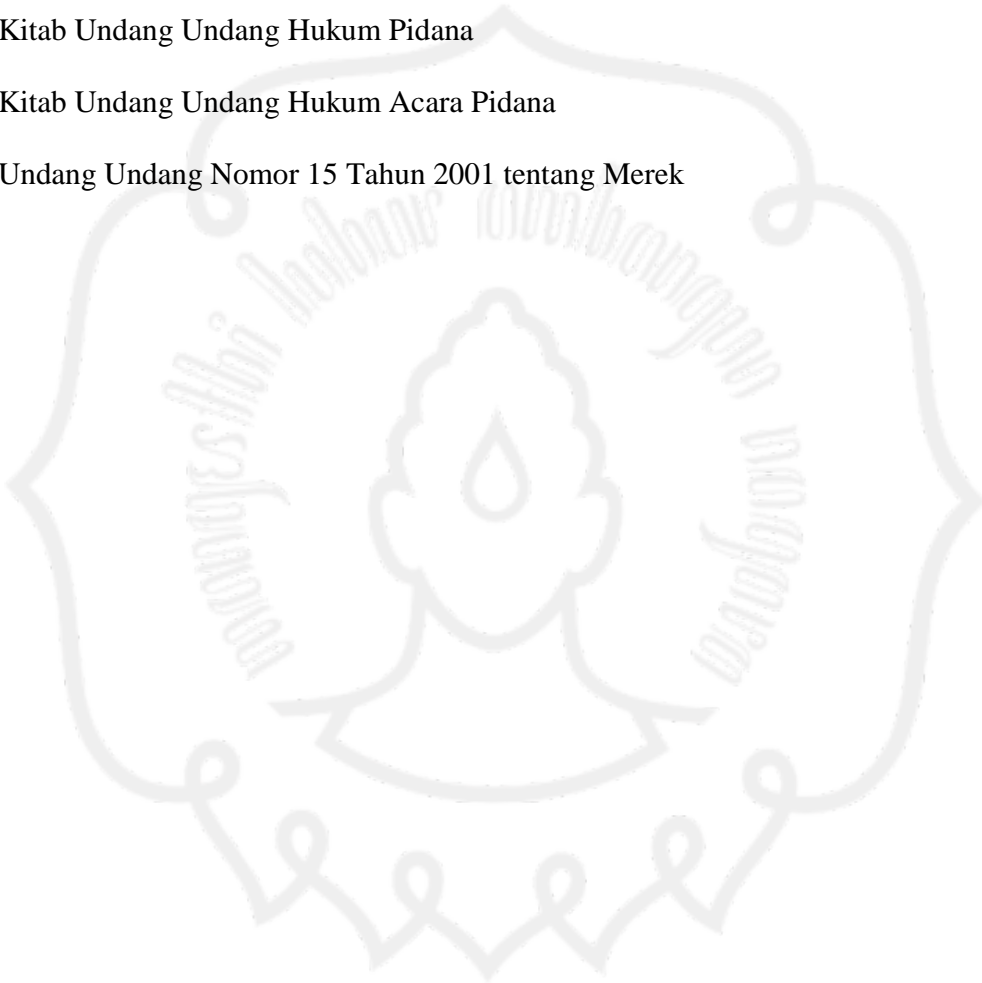 Kitab Undang Undang Hukum Pidana
Kitab Undang Undang Hukum Acara Pidana
Undang Undang Nomor 15 Tahun 2001 tentang Merek